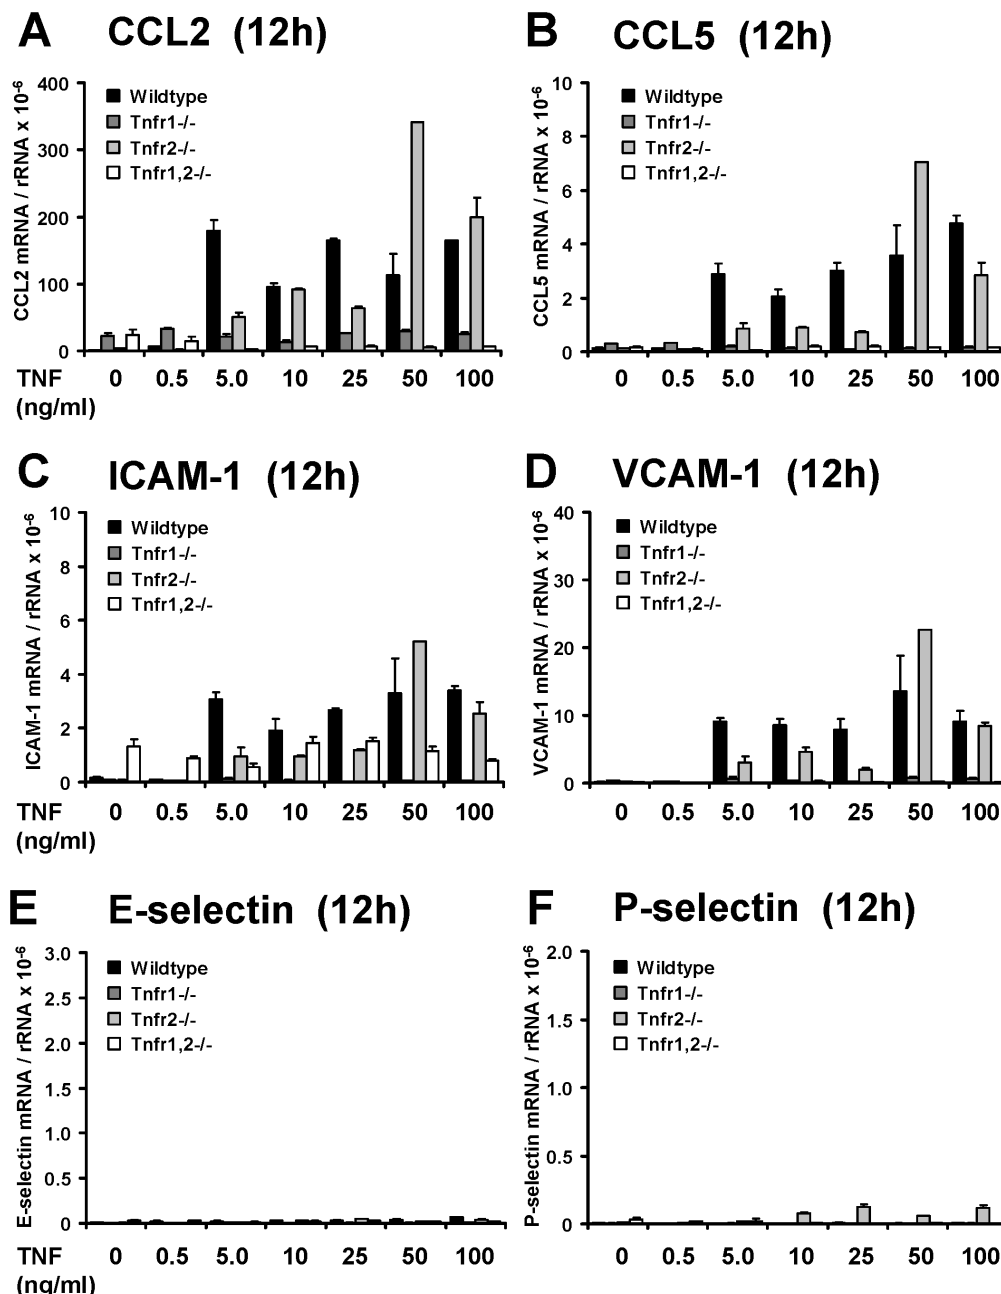 A CCL2 (12h)
CCL2 mRNA / rRNA x 10-6
400
300
200
100
0
Wildtype
Tnfr1-/-
Tnfr2-/-
Tnfr1,2-/-
TNF 0 0.5 5.0 10 25 50 100
(ng/ml)
B CCL5 (12h)
CCL5 mRNA / rRNA x 10-6
10
8
6
4
2
0
Wildtype
Tnfr1-/-
Tnfr2-/-
Tnfr1,2-/-
0 0.5 5.0 10 25 50 100
C ICAM-1 (12h)
ICAM-1 mRNA / rRNA x 10-6
10
8
6
4
2
0
Wildtype
Tnfr1-/-
Tnfr2-/-
Tnfr1,2-/-
TNF 0 0.5 5.0 10 25 50 100
(ng/ml)
D VCAM-1 (12h)
VCAM-1 mRNA / rRNA x 10-6
40
30
20
10
0
Wildtype
Tnfr1-/-
Tnfr2-/-
Tnfr1,2-/-
0 0.5 5.0 10 25 50 100
E E-selectin (12h)
E-selectin mRNA / rRNA x 10-6
3.0
2.5
2.0
1.5
1.0
0.5
0
Wildtype
Tnfr1-/-
Tnfr2-/-
Tnfr1,2-/-
TNF 0 0.5 5.0 10 25 50 100
(ng/ml)
F P-selectin (12h)
P-selectin mRNA / rRNA x 10-6
2.0
1.5
1.0
0.5
0
Wildtype
Tnfr1-/-
Tnfr2-/-
Tnfr1,2-/-
0 0.5 5.0 10 25 50 100